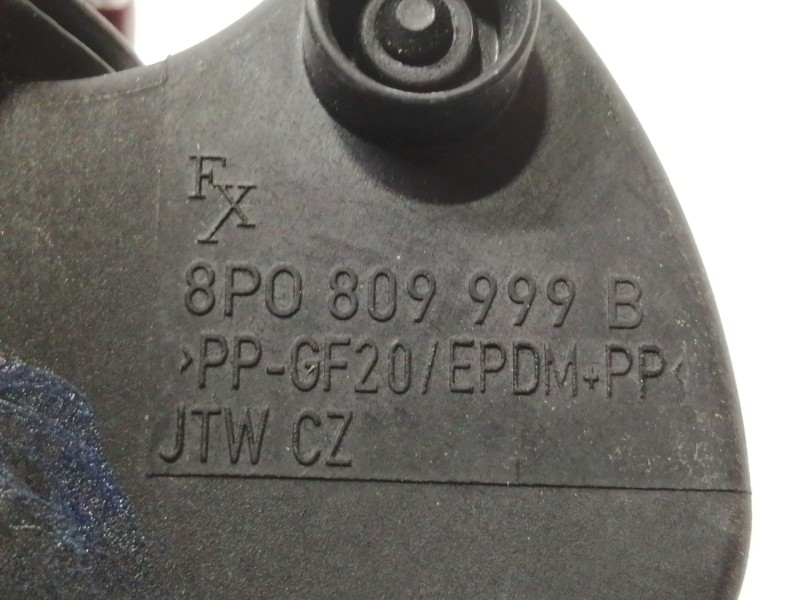 FX
8P0 809 999 B
>PP-GF20/EPDM+PP<
JTW CZ